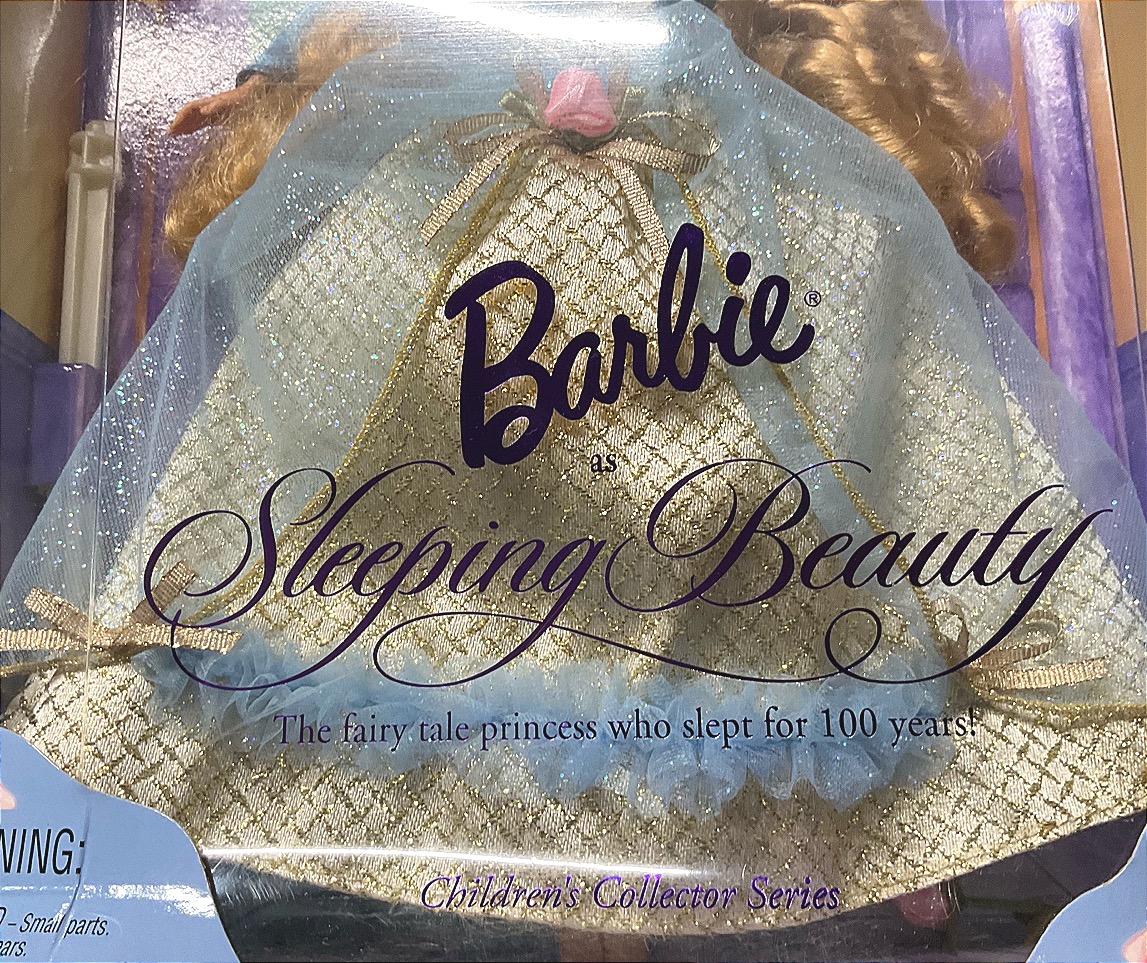 Barbie®
as
Sleeping Beauty
The fairy tale princess who slept for 100 years!
Children's Collector Series
NING:
– Small parts.
ars.